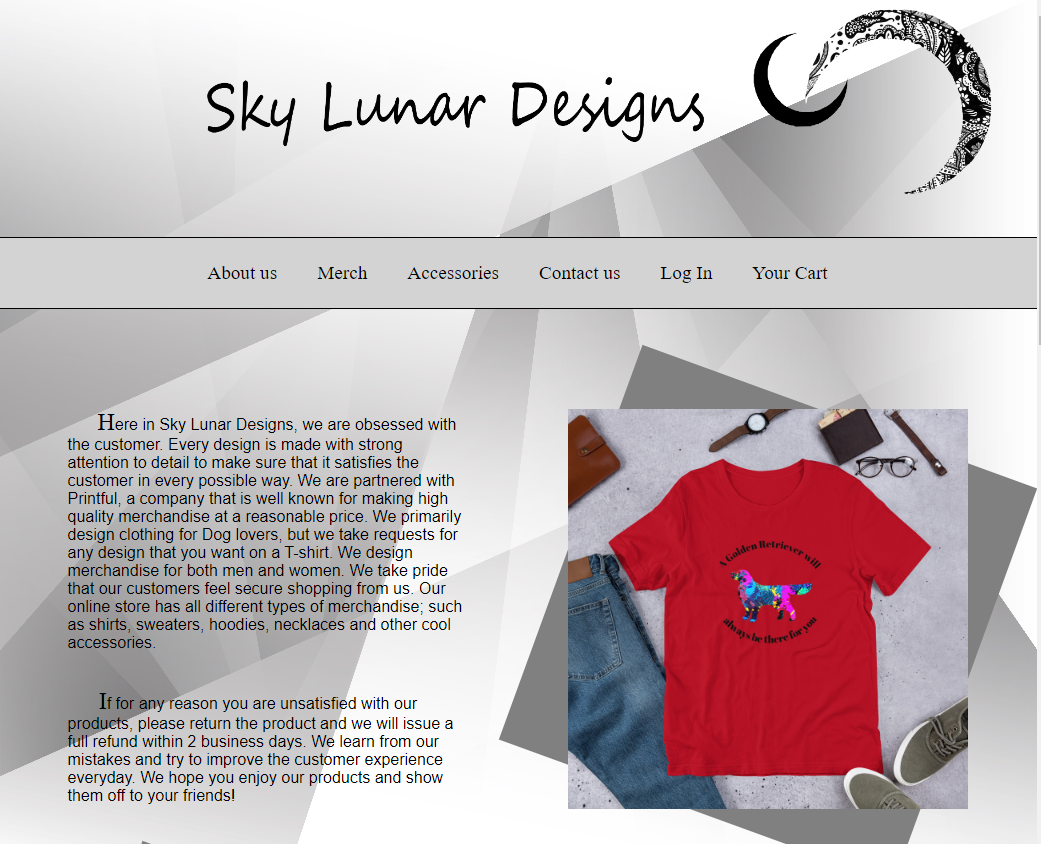 Sky Lunar Designs
About us Merch Accessories Contact us Log In Your Cart
Here in Sky Lunar Designs, we are obsessed with
the customer. Every design is made with strong
attention to detail to make sure that it satisfies the
customer in every possible way. We are partnered with
Printful, a company that is well known for making high
quality merchandise at a reasonable price. We primarily
design clothing for Dog lovers, but we take requests for
any design that you want on a T-shirt. We design
merchandise for both men and women. We take pride
that our customers feel secure shopping from us. Our
online store has all different types of merchandise; such
as shirts, sweaters, hoodies, necklaces and other cool
accessories.
If for any reason you are unsatisfied with our
products, please return the product and we will issue a
full refund within 2 business days. We learn from our
mistakes and try to improve the customer experience
everyday. We hope you enjoy our products and show
them off to your friends!
A Golden Retriever will
always be there for you